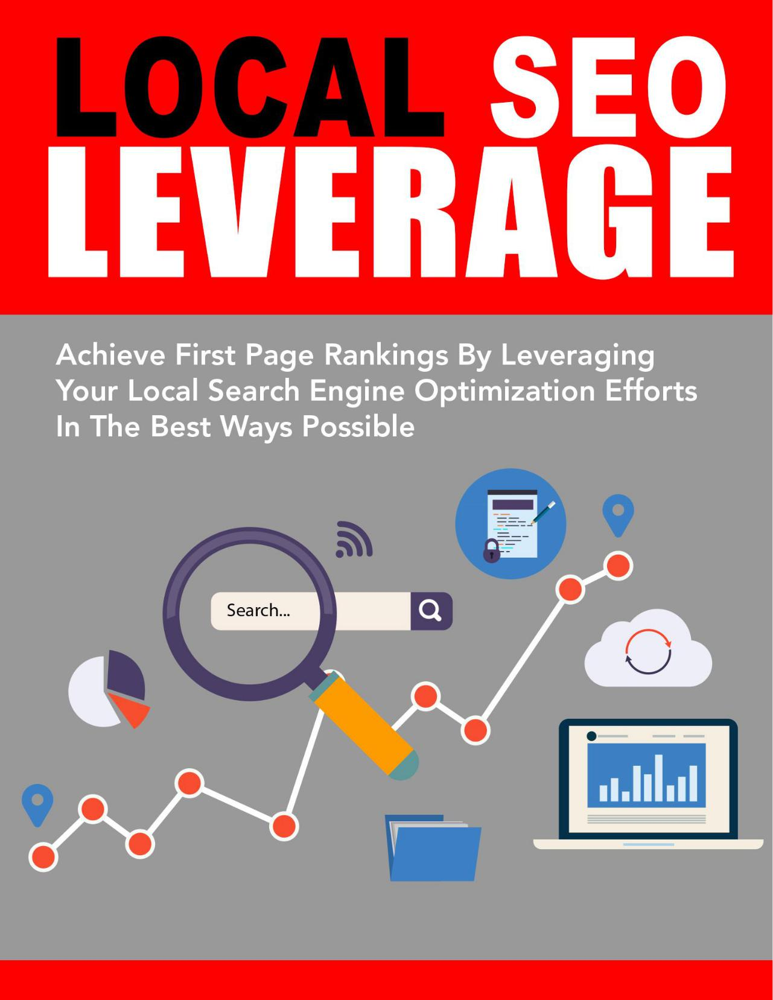 LOCAL SEO
LEVERAGE
Achieve First Page Rankings By Leveraging
Your Local Search Engine Optimization Efforts
In The Best Ways Possible
Search...